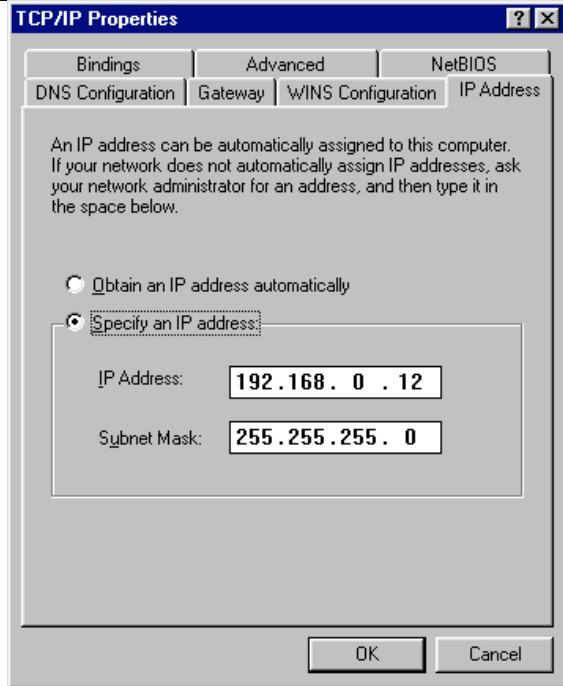 TCP/IP Properties
Bindings
Advanced
NetBIOS
DNS Configuration
Gateway
WINS Configuration
IP Address
An IP address can be automatically assigned to this computer.
If your network does not automatically assign IP addresses, ask
your network administrator for an address, and then type it in
the space below.
Obtain an IP address automatically
Specify an IP address:
IP Address:
192.168. 0 . 12
Subnet Mask:
255.255.255. 0
OK
Cancel